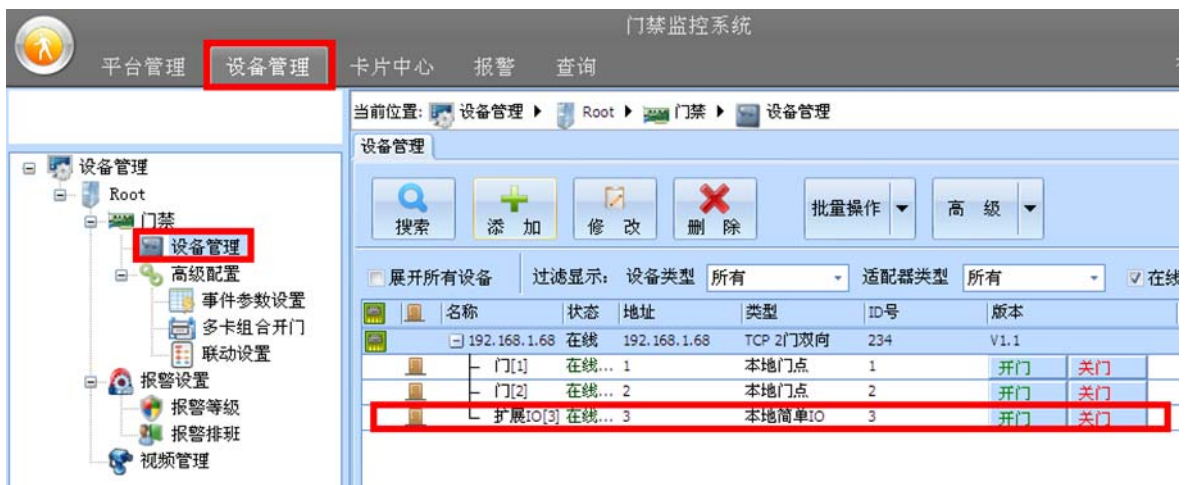 门禁监控系统
平台管理 设备管理 卡片中心 报警 查询
当前位置: 设备管理 Root 门禁 设备管理
设备管理
设备管理
Root
门禁
设备管理
高级配置
事件参数设置
多卡组合开门
联动设置
报警设置
报警等级
报警排班
视频管理
搜索 添 加 修 改 删 除 批量操作 高 级
展开所有设备 过滤显示: 设备类型 所有 适配器类型 所有 在线
名称 状态 地址 类型 ID号 版本
192.168.1.68 在线 192.168.1.68 TCP 2门双向 234 V1.1
门[1] 在线... 1 本地门点 1 开门 关门
门[2] 在线... 2 本地门点 2 开门 关门
扩展IO[3] 在线... 3 本地简单IO 3 开门 关门